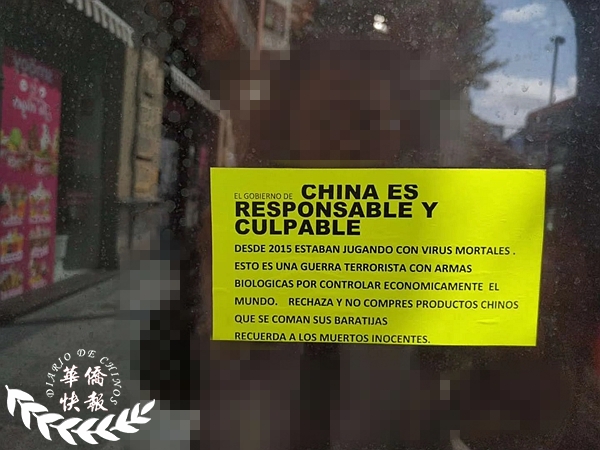 EL GOBIERNO DE CHINA ES
RESPONSABLE Y
CULPABLE
DESDE 2015 ESTABAN JUGANDO CON VIRUS MORTALES .
ESTO ES UNA GUERRA TERRORISTA CON ARMAS
BIOLOGICAS POR CONTROLAR ECONOMICAMENTE EL
MUNDO. RECHAZA Y NO COMPRES PRODUCTOS CHINOS
QUE SE COMAN SUS BARATIJAS
RECUERDA A LOS MUERTOS INOCENTES.
DIARIO DE CHINOS
華僑
快報